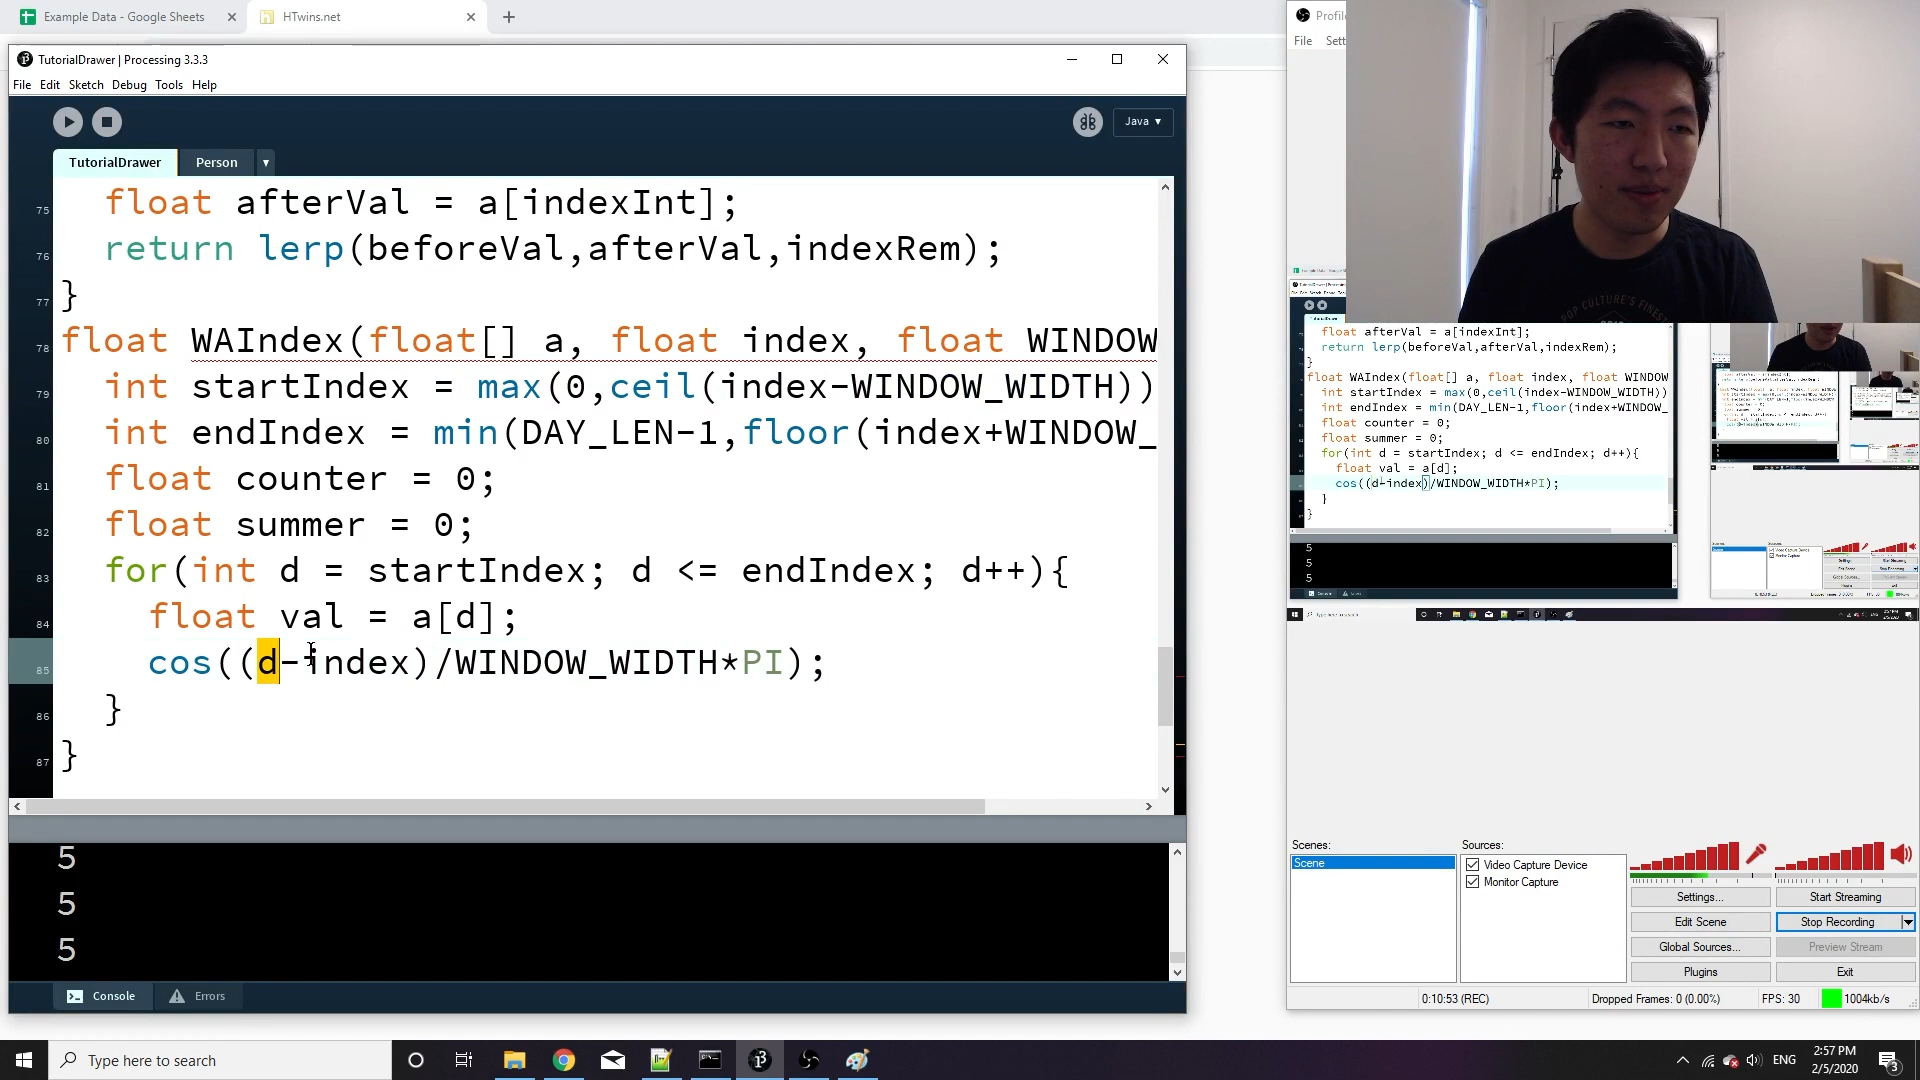 Example Data - Google Sheets
HTwins.net
TutorialDrawer | Processing 3.3.3
File Edit Sketch Debug Tools Help
Java ▾
TutorialDrawer
Person
75 float afterVal = a[indexInt];
76 return lerp(beforeVal,afterVal,indexRem);
77 }
78 float WAIndex(float[] a, float index, float WINDOW
79 int startIndex = max(0,ceil(index-WINDOW_WIDTH))
80 int endIndex = min(DAY_LEN-1,floor(index+WINDOW_
81 float counter = 0;
82 float summer = 0;
83 for(int d = startIndex; d <= endIndex; d++){
84 float val = a[d];
85 cos((d-index)/WINDOW_WIDTH*PI);
86 }
87 }
5
5
5
Console
Errors
Profile
File Sett
POP CULTURE'S FINEST
float afterVal = a[indexInt];
return lerp(beforeVal,afterVal,indexRem);
}
float WAIndex(float[] a, float index, float WINDOW
int startIndex = max(0,ceil(index-WINDOW_WIDTH))
int endIndex = min(DAY_LEN-1,floor(index+WINDOW_
float counter = 0;
float summer = 0;
for(int d = startIndex; d <= endIndex; d++){
float val = a[d];
cos((d-index)/WINDOW_WIDTH*PI);
}
}
5
5
5
Scenes:
Scene
Sources:
Video Capture Device
Monitor Capture
Settings...
Start Streaming
Edit Scene
Stop Recording
Global Sources...
Preview Stream
Plugins
Exit
0:10:53 (REC)
Dropped Frames: 0 (0.00%)
FPS: 30
1004kb/s
Type here to search
ENG
2:57 PM
2/5/2020
3